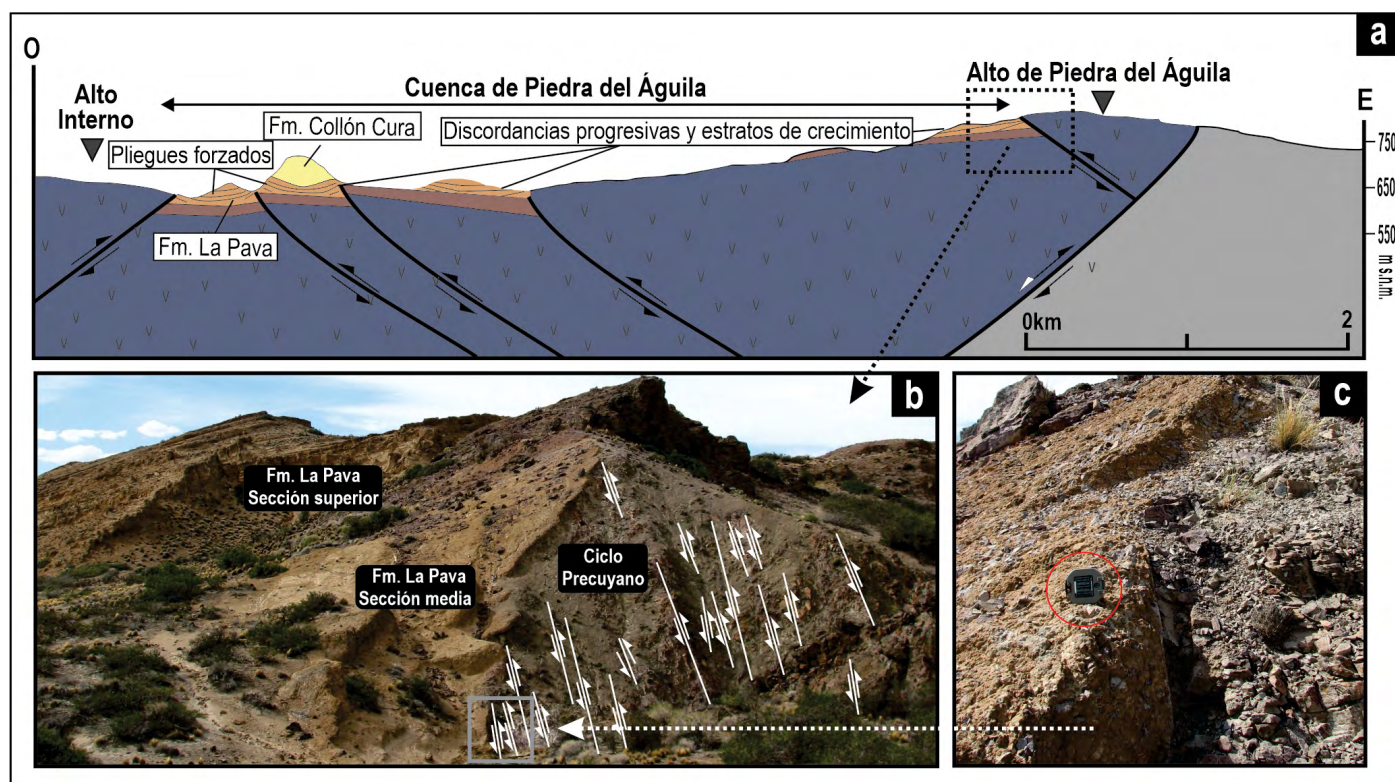 a
O
E
Alto
Interno
Cuenca de Piedra del Águila
Alto de Piedra del Águila
Fm. Collón Cura
Pliegues forzados
Discordancias progresivas y estratos de crecimiento
Fm. La Pava
750
650
550
m s.n.m.
0km
2
V V V V V V V V V V V V V V V V V V V V
b
Fm. La Pava
Sección superior
Fm. La Pava
Sección media
Ciclo
Precuyano
c